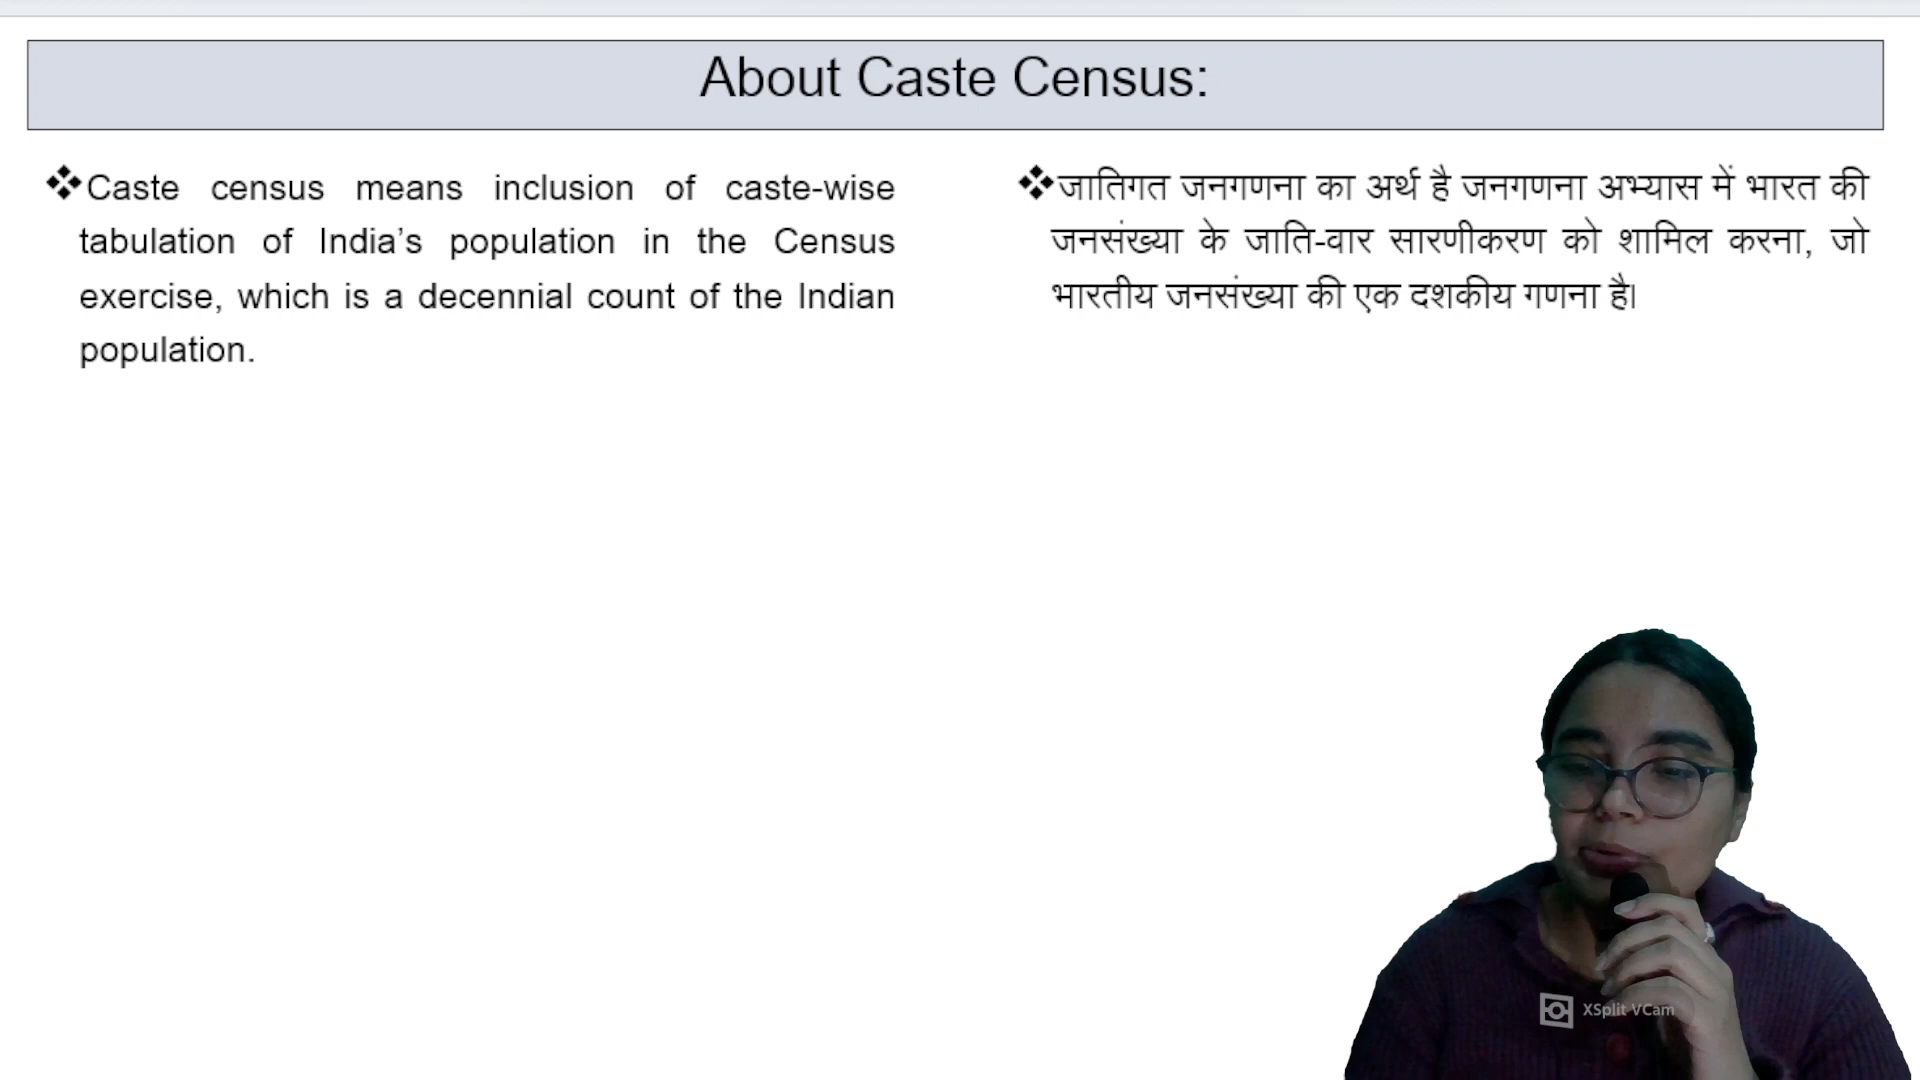 About Caste Census:
❖Caste census means inclusion of caste-wise
tabulation of India’s population in the Census
exercise, which is a decennial count of the Indian
population.
❖जातिगत जनगणना का अर्थ है जनगणना अभ्यास में भारत की
जनसंख्या के जाति-वार सारणीकरण को शामिल करना, जो
भारतीय जनसंख्या की एक दशकीय गणना है।
XSplit VCam